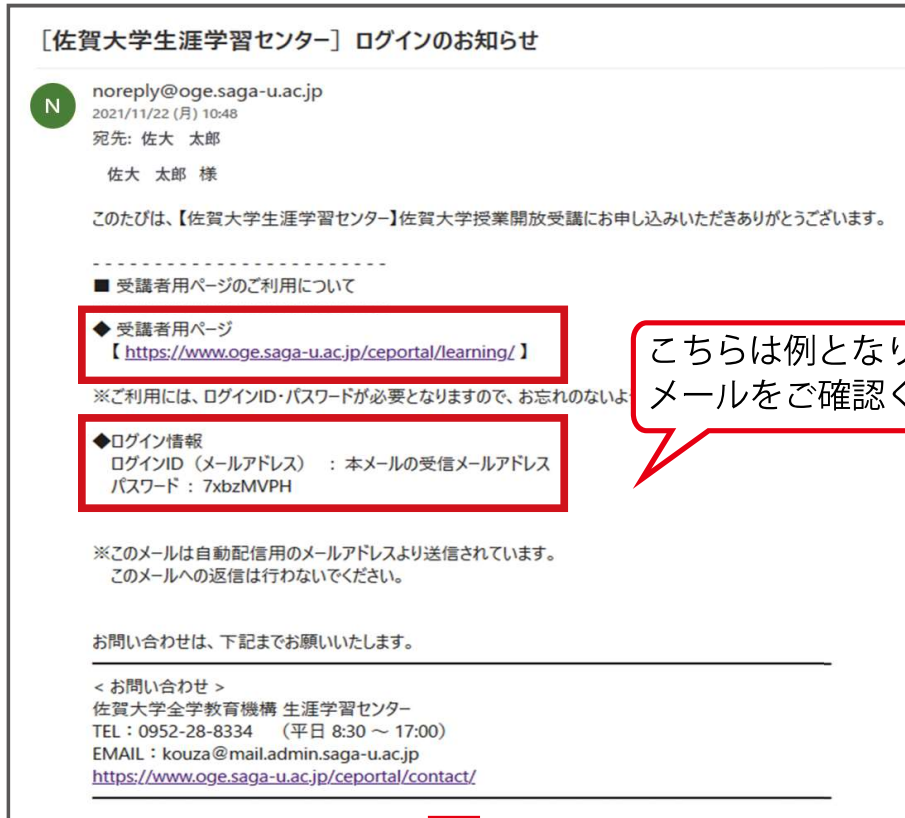 ［佐賀大学生涯学習センター］ログインのお知らせ
N
noreply@oge.saga-u.ac.jp
2021/11/22 (月) 10:48
宛先: 佐大　太郎
佐大　太郎　様
このたびは、【佐賀大学生涯学習センター】佐賀大学授業開放受講にお申し込みいただきありがとうございます。
- - - - - - - - - - - - - - - - - - - - - - - - -
■ 受講者用ページのご利用について
◆ 受講者用ページ
【 https://www.oge.saga-u.ac.jp/ceportal/learning/ 】
※ご利用には、ログインID・パスワードが必要となりますので、お忘れのないよ
こちらは例となり
メールをご確認く
◆ログイン情報
ログインID（メールアドレス）　：本メールの受信メールアドレス
パスワード : 7xbzMVPH
※このメールは自動配信用のメールアドレスより送信されています。
このメールへの返信は行わないでください。
お問い合わせは、下記までお願いいたします。
< お問い合わせ >
佐賀大学全学教育機構 生涯学習センター
TEL：0952-28-8334　（平日 8:30 ～ 17:00）
EMAIL：kouza@mail.admin.saga-u.ac.jp
https://www.oge.saga-u.ac.jp/ceportal/contact/